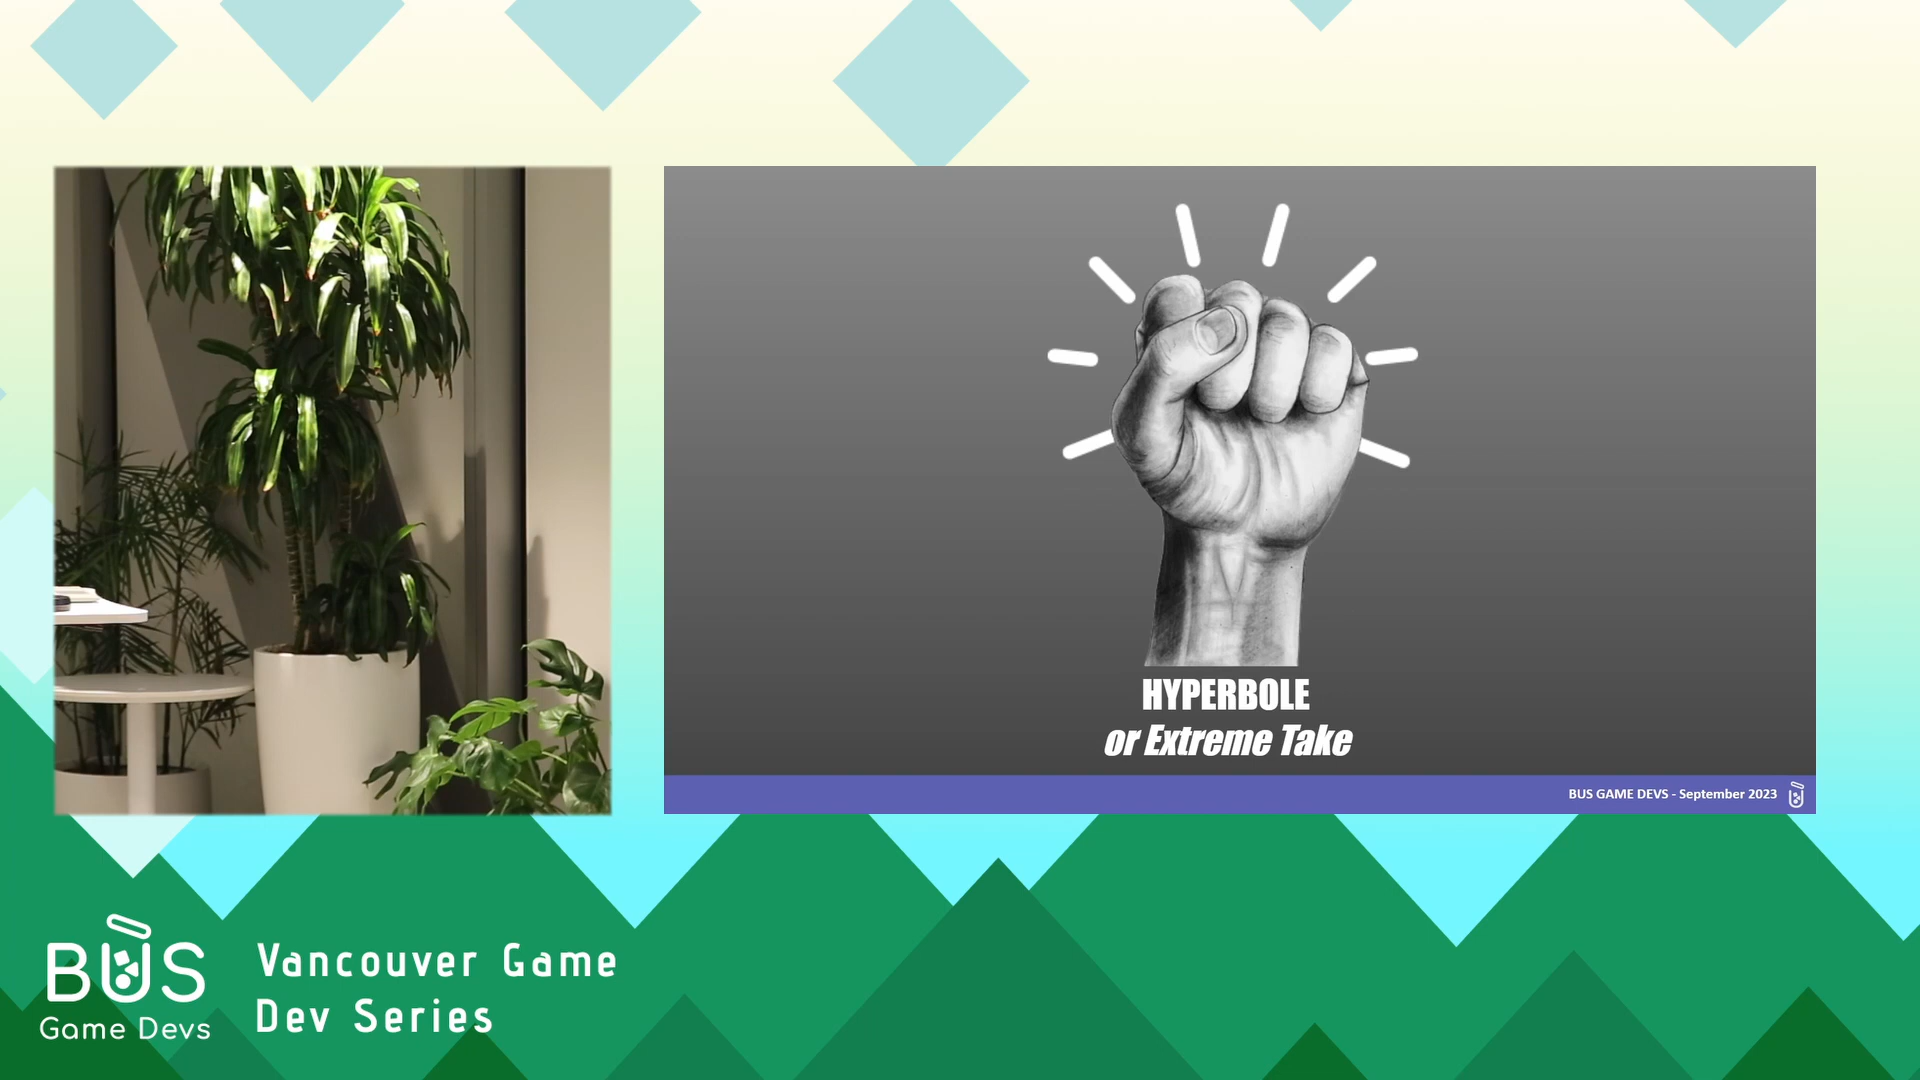 HYPERBOLE
or Extreme Take
BUS GAME DEVS - September 2023
BUS
Game Devs
Vancouver Game
Dev Series